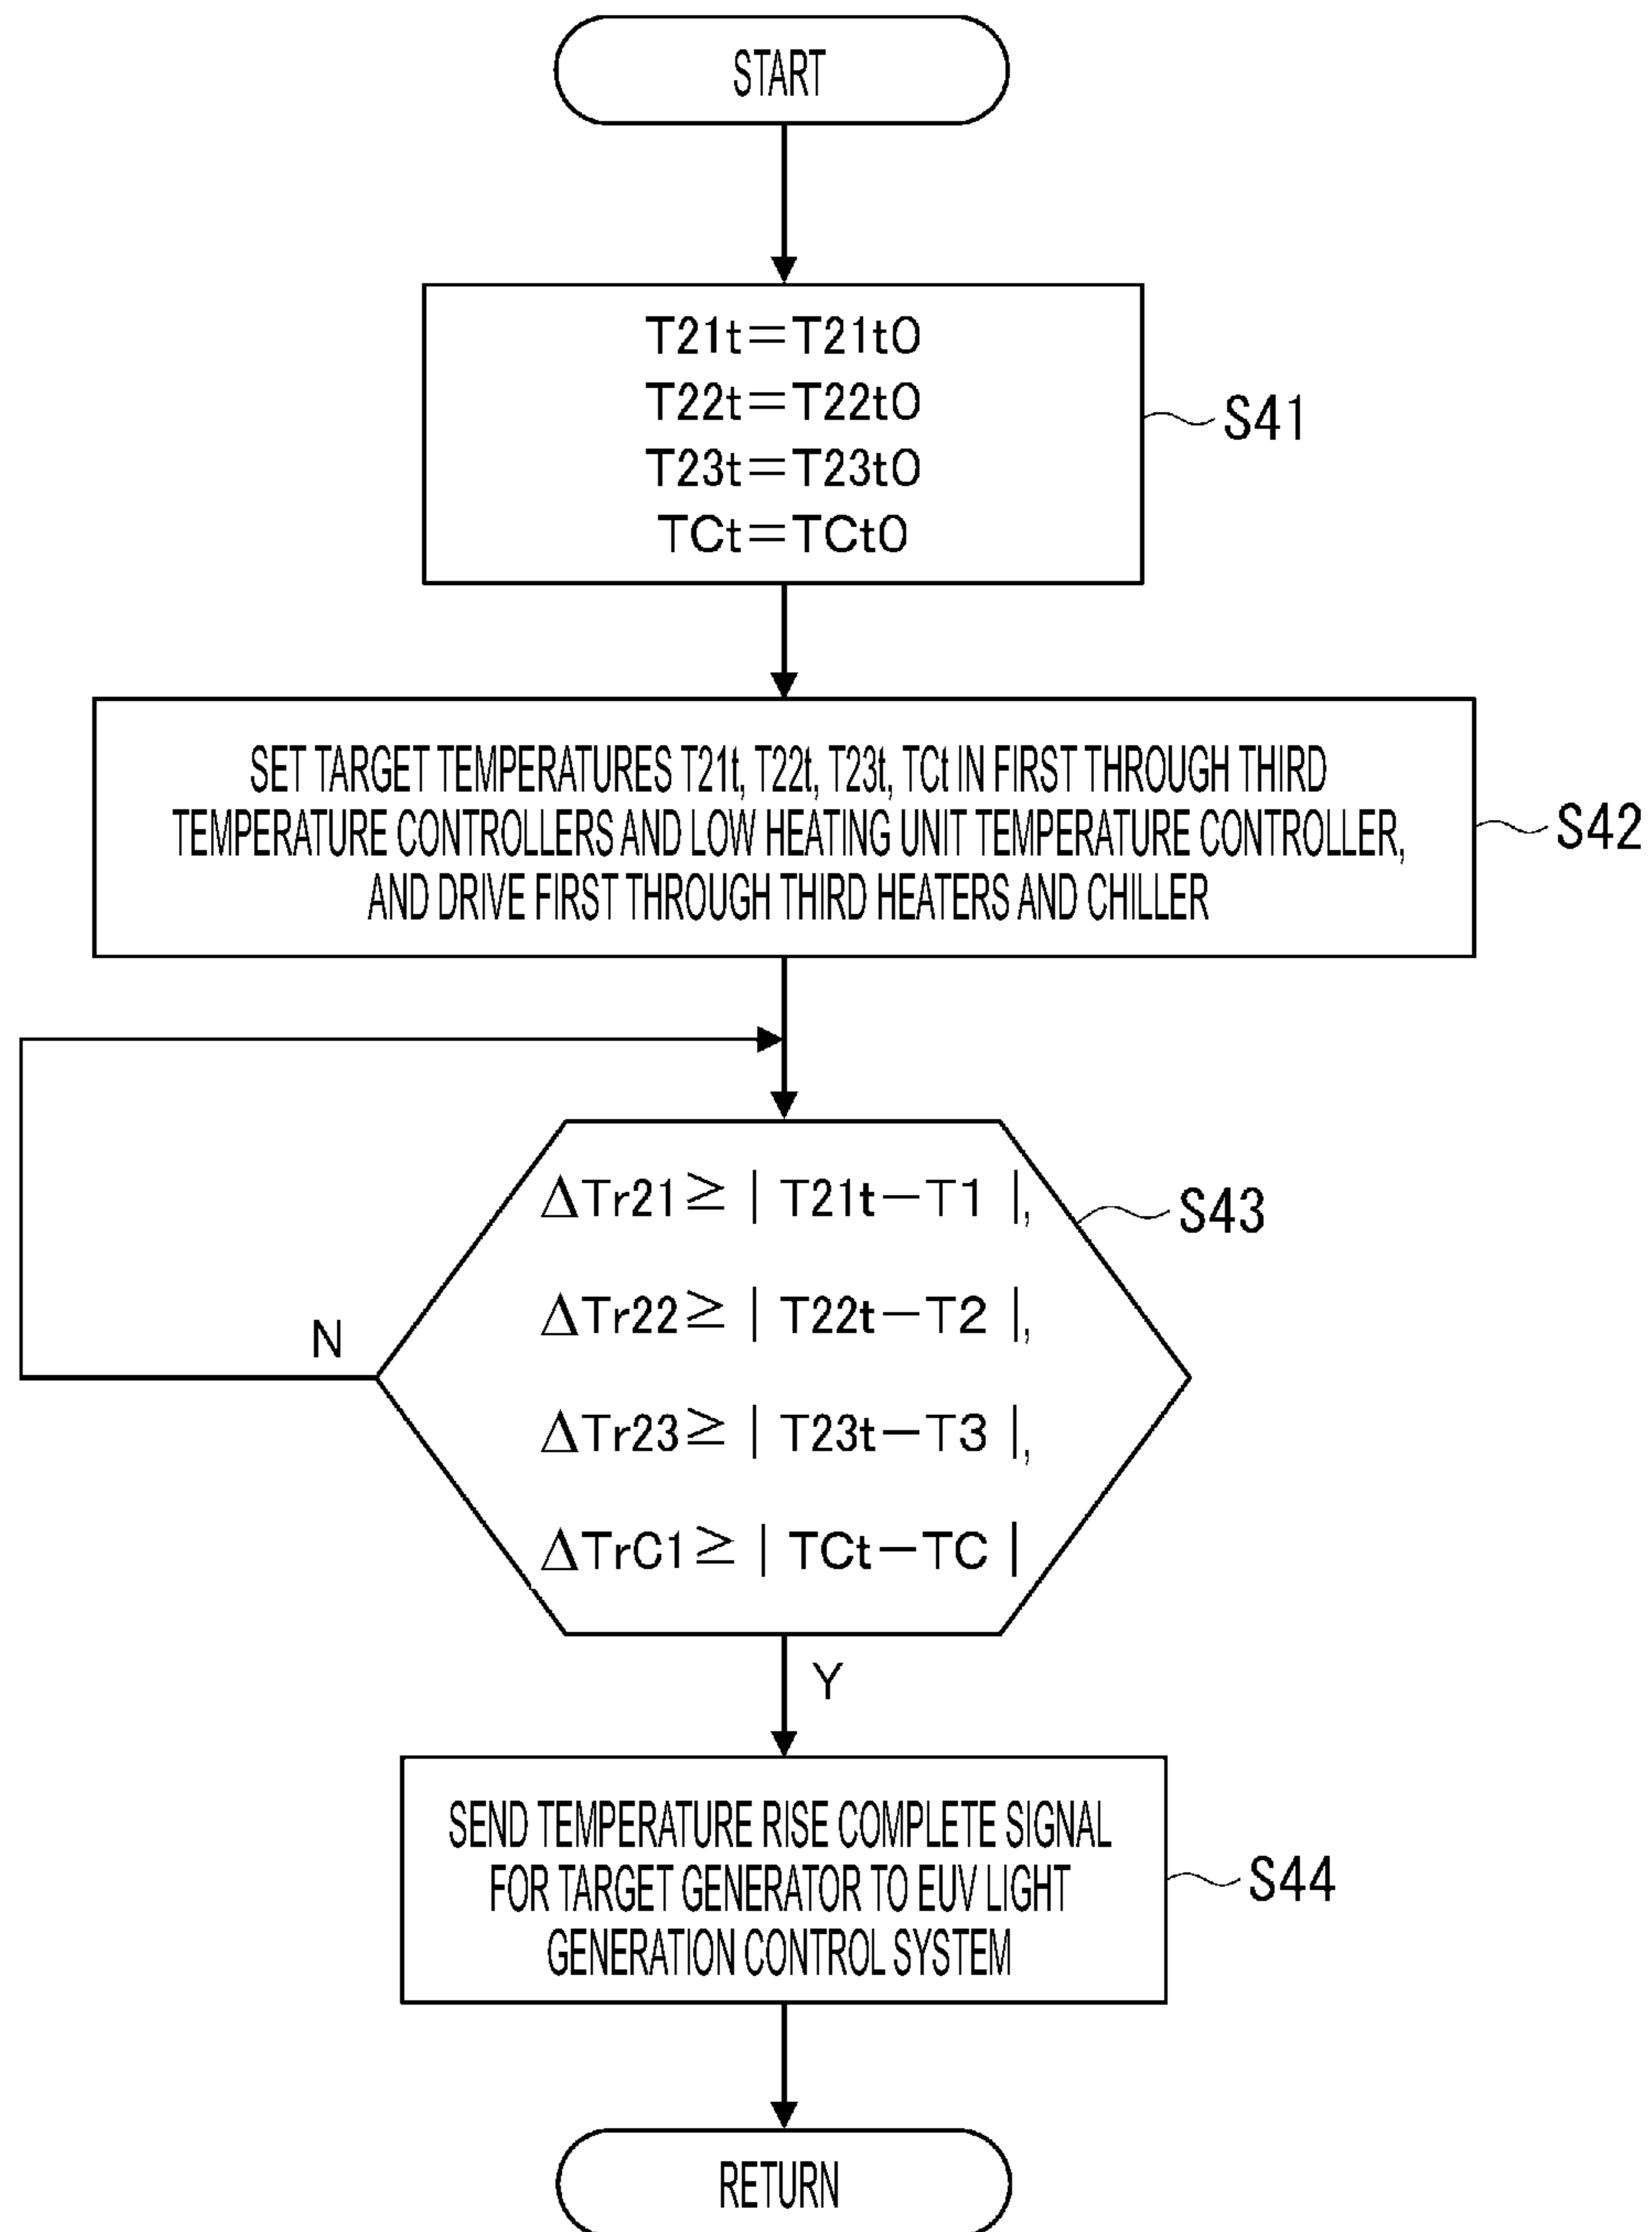 START
T21t=T21t0
T22t=T22t0
T23t=T23t0
TCt=TCt0
S41
SET TARGET TEMPERATURES T21t, T22t, T23t, TCt IN FIRST THROUGH THIRD
TEMPERATURE CONTROLLERS AND LOW HEATING UNIT TEMPERATURE CONTROLLER,
AND DRIVE FIRST THROUGH THIRD HEATERS AND CHILLER
S42
ΔTr21≧|T21t−T1|,
S43
ΔTr22≧|T22t−T2|,
N
ΔTr23≧|T23t−T3|,
ΔTrC1≧|TCt−TC|
Y
SEND TEMPERATURE RISE COMPLETE SIGNAL
FOR TARGET GENERATOR TO EUV LIGHT
GENERATION CONTROL SYSTEM
S44
RETURN